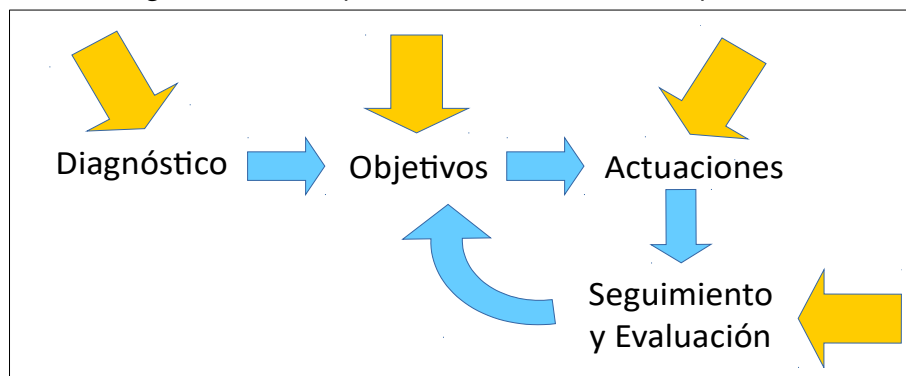 Diagnóstico
Objetivos
Actuaciones
Seguimiento
y Evaluación